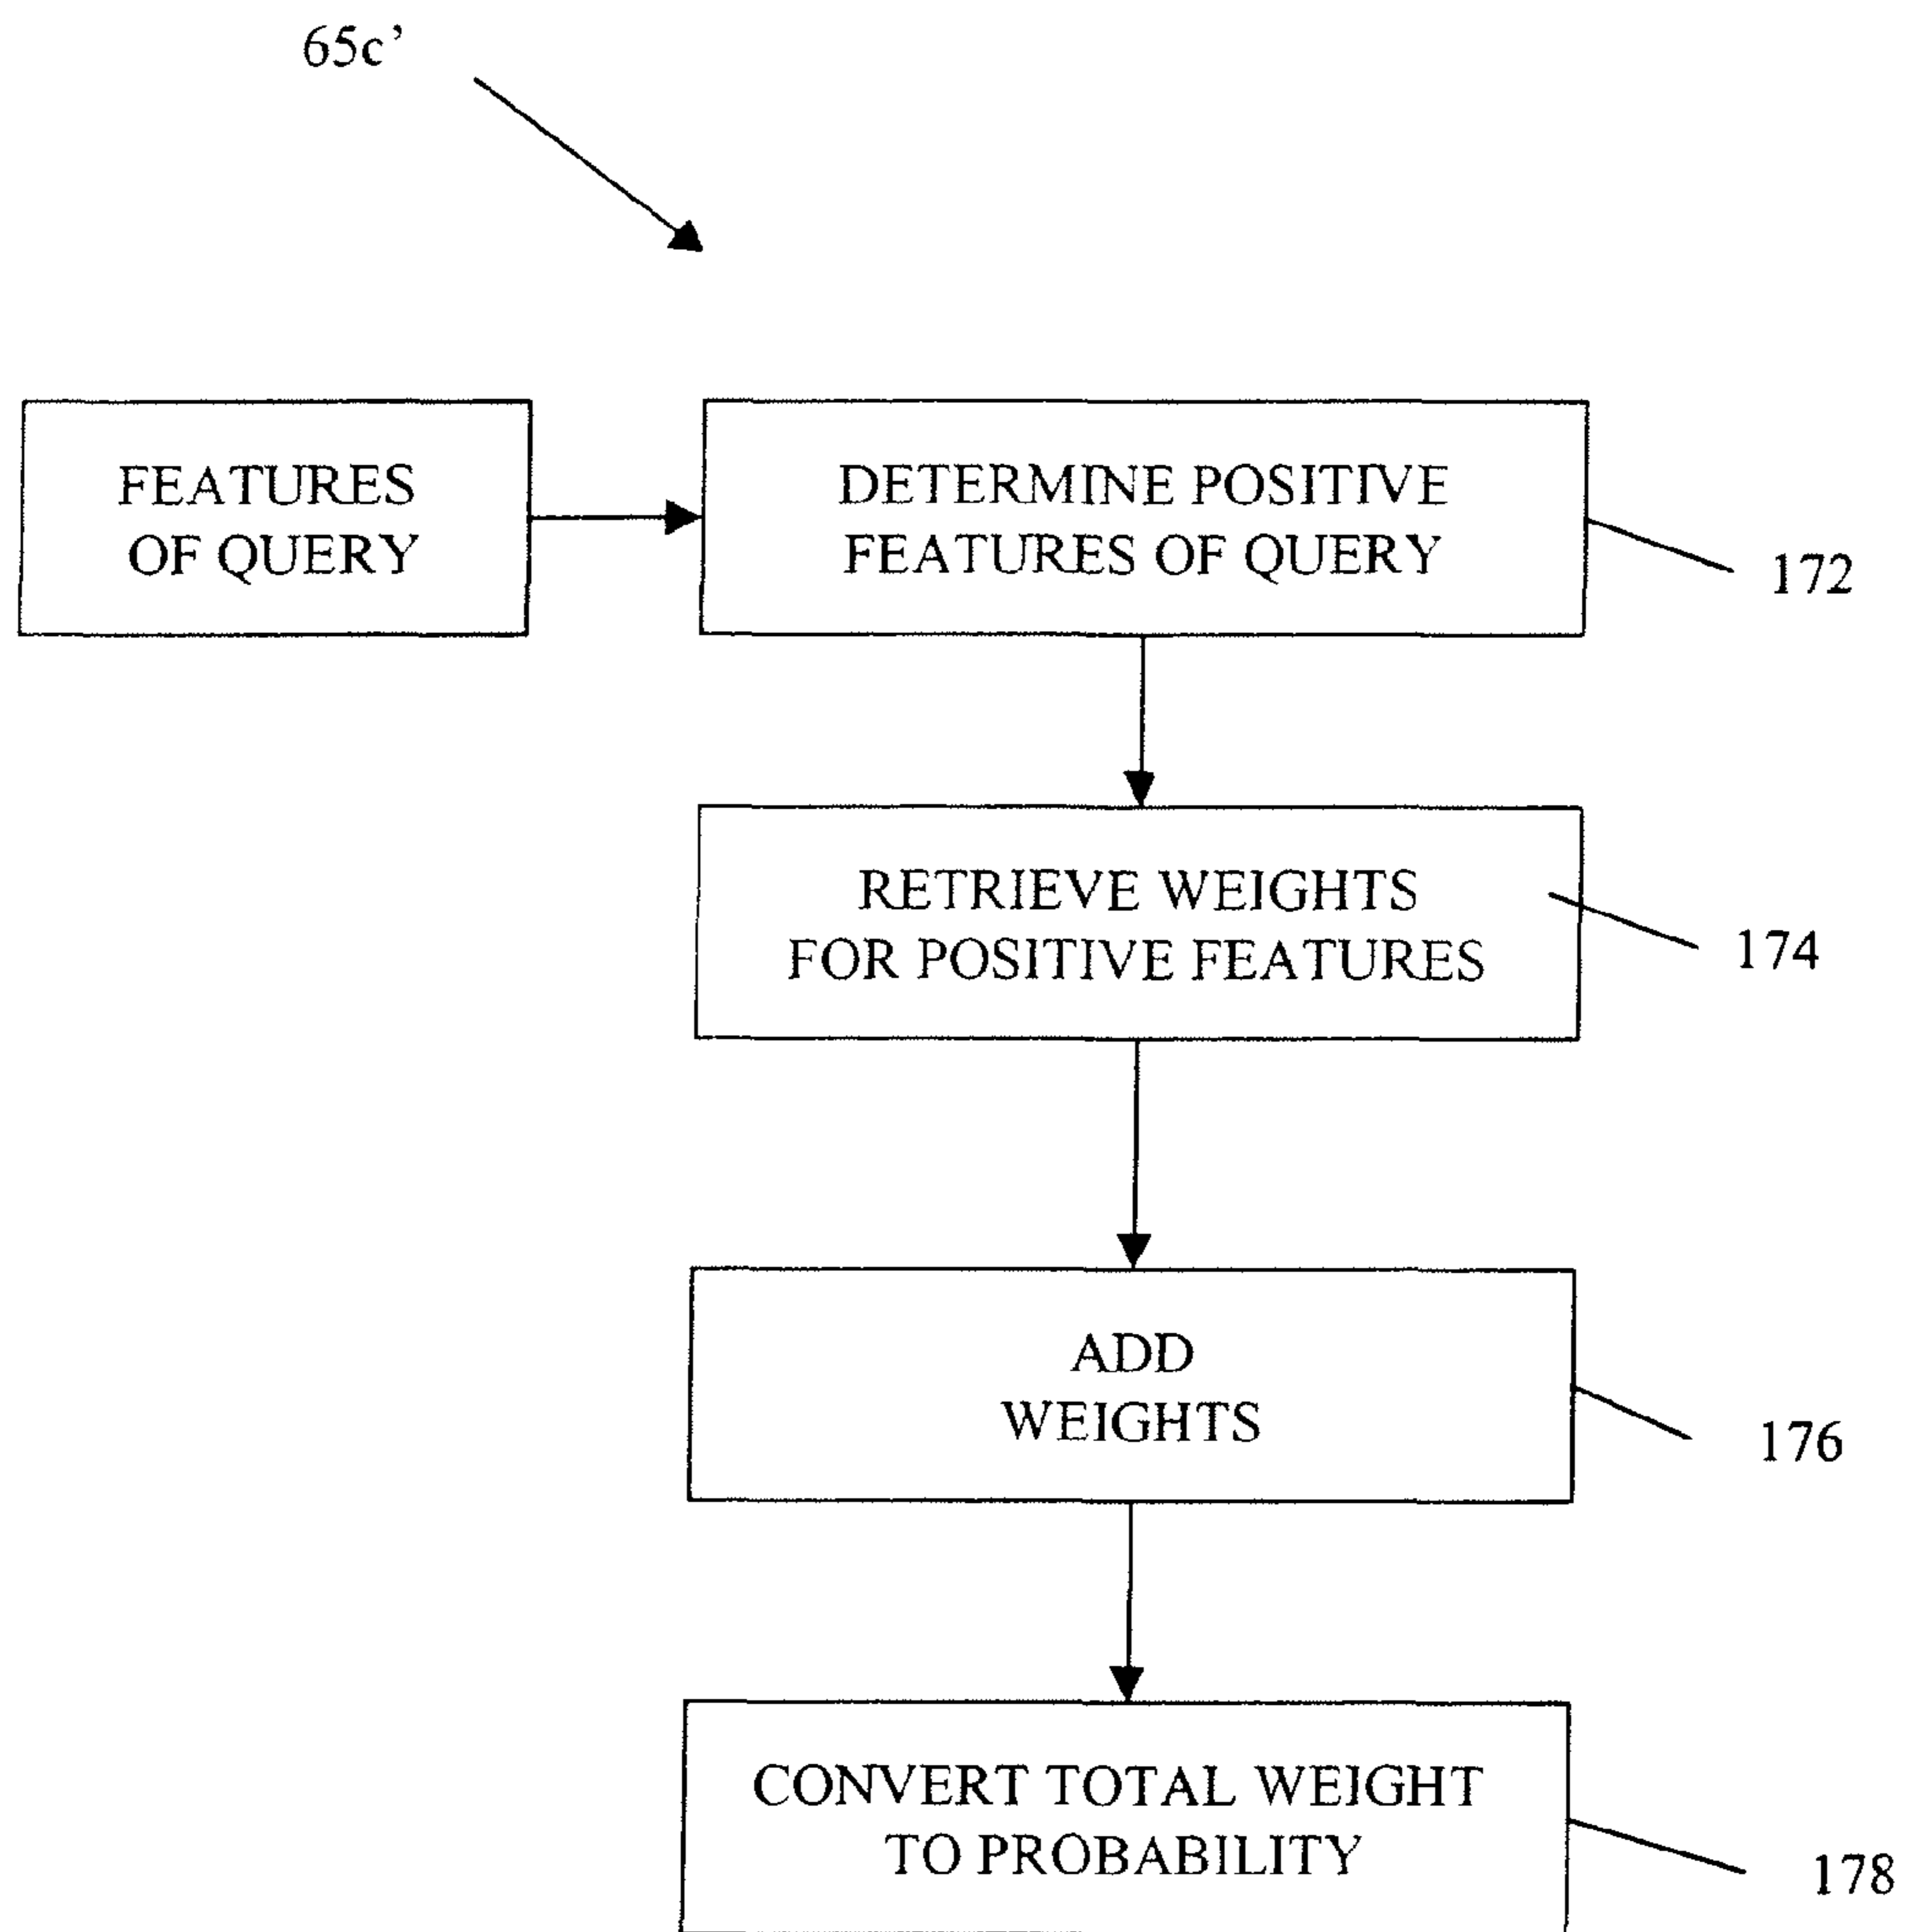 65c’
FEATURES
OF QUERY
DETERMINE POSITIVE
FEATURES OF QUERY
172
RETRIEVE WEIGHTS
FOR POSITIVE FEATURES
174
ADD
WEIGHTS
176
CONVERT TOTAL WEIGHT
TO PROBABILITY
178